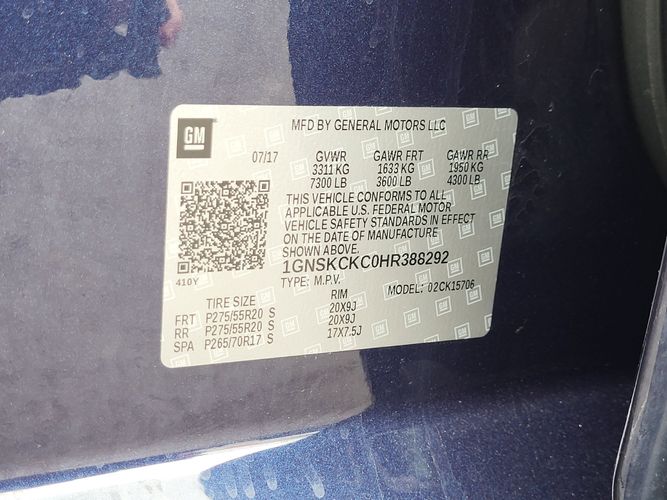 GM
MFD BY GENERAL MOTORS LLC
07/17 GVWR GAWR FRT GAWR RR
3311 KG 1633 KG 1950 KG
7300 LB 3600 LB 4300 LB
THIS VEHICLE CONFORMS TO ALL
APPLICABLE U.S. FEDERAL MOTOR
VEHICLE SAFETY STANDARDS IN EFFECT
ON THE DATE OF MANUFACTURE
SHOWN ABOVE.
1GNSKCKC0HR388292
410Y TYPE: M.P.V. MODEL: 02CK15706
TIRE SIZE RIM
FRT P275/55R20 S 20X9J
RR P275/55R20 S 20X9J
SPA P265/70R17 S 17X7.5J